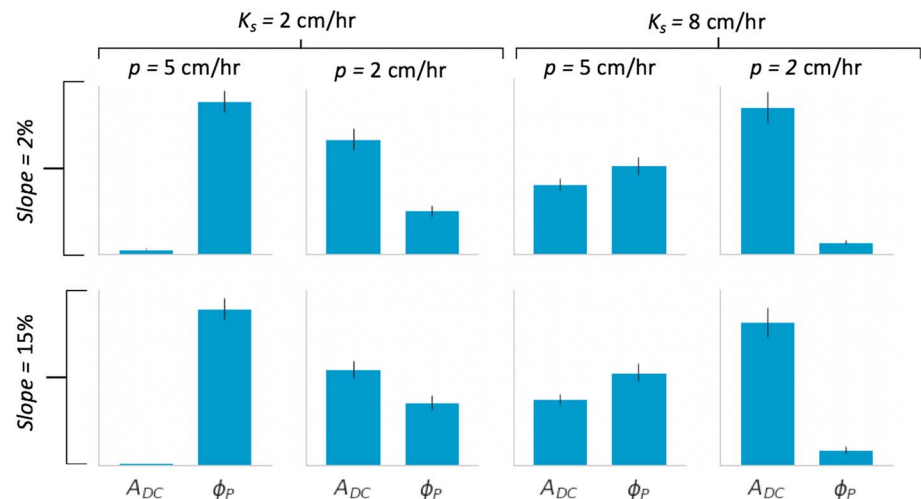 K_s = 2 cm/hr K_s = 8 cm/hr
p = 5 cm/hr p = 2 cm/hr p = 5 cm/hr p = 2 cm/hr
Slope = 2%
Slope = 15%
A_DC ϕ_P A_DC ϕ_P A_DC ϕ_P A_DC ϕ_P